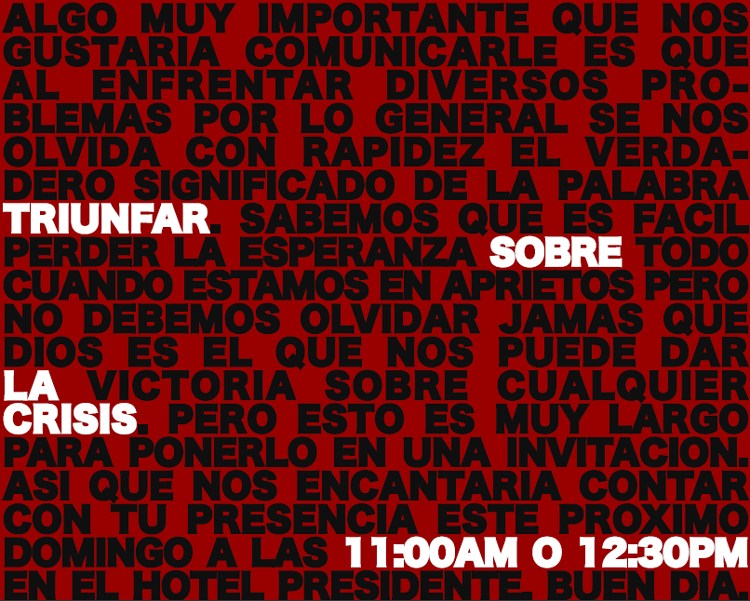 ALGO MUY IMPORTANTE QUE NOS
GUSTARIA COMUNICARLE ES QUE
AL ENFRENTAR DIVERSOS PRO-
BLEMAS POR LO GENERAL SE NOS
OLVIDA CON RAPIDEZ EL VERDA-
DERO SIGNIFICADO DE LA PALABRA
TRIUNFAR. SABEMOS QUE ES FACIL
PERDER LA ESPERANZA SOBRE TODO
CUANDO ESTAMOS EN APRIETOS PERO
NO DEBEMOS OLVIDAR JAMAS QUE
DIOS ES EL QUE NOS PUEDE DAR
LA VICTORIA SOBRE CUALQUIER
CRISIS. PERO ESTO ES MUY LARGO
PARA PONERLO EN UNA INVITACION.
ASI QUE NOS ENCANTARIA CONTAR
CON TU PRESENCIA ESTE PROXIMO
DOMINGO A LAS 11:00AM O 12:30PM
EN EL HOTEL PRESIDENTE. BUEN DIA.